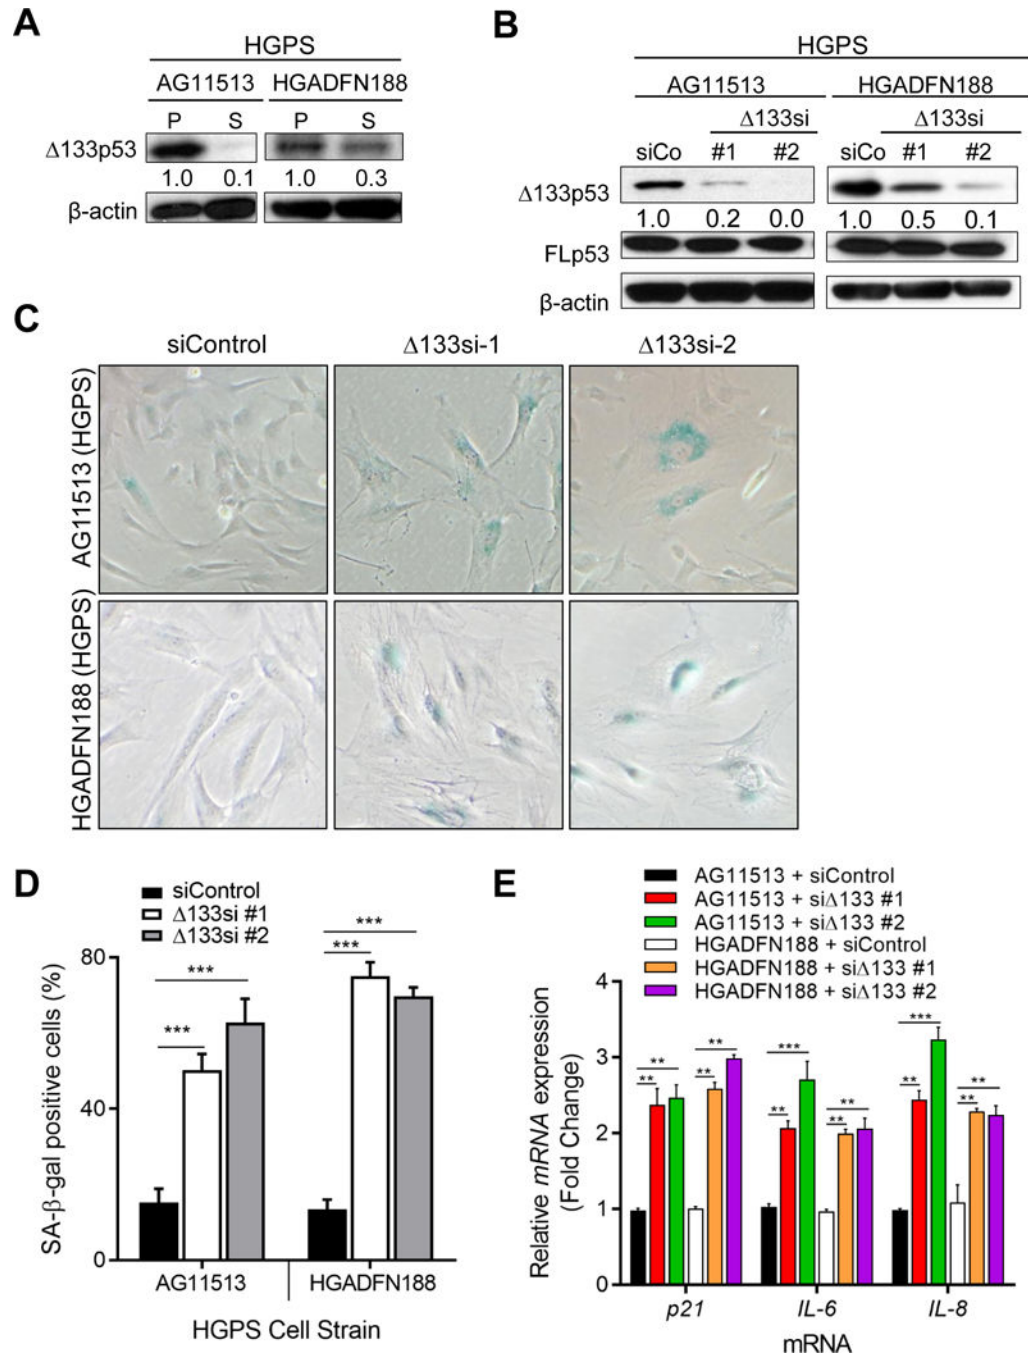 A
HGPS
AG11513 HGADFN188
P S P S
Δ133p53
1.0 0.1 1.0 0.3
β-actin
B
HGPS
AG11513 HGADFN188
Δ133si Δ133si
siCo #1 #2 siCo #1 #2
Δ133p53
1.0 0.2 0.0 1.0 0.5 0.1
FLp53
β-actin
C
siControl Δ133si-1 Δ133si-2
AG11513 (HGPS)
HGADFN188 (HGPS)
D
siControl
Δ133si #1
Δ133si #2
SA-β-gal positive cells (%)
80
40
0
*** *** *** ***
AG11513 HGADFN188
HGPS Cell Strain
E
AG11513 + siControl
AG11513 + siΔ133 #1
AG11513 + siΔ133 #2
HGADFN188 + siControl
HGADFN188 + siΔ133 #1
HGADFN188 + siΔ133 #2
Relative mRNA expression
(Fold Change)
4
3
2
1
0
** ** ** ** *** ** ** ** *** ** ** **
p21 IL-6 IL-8
mRNA